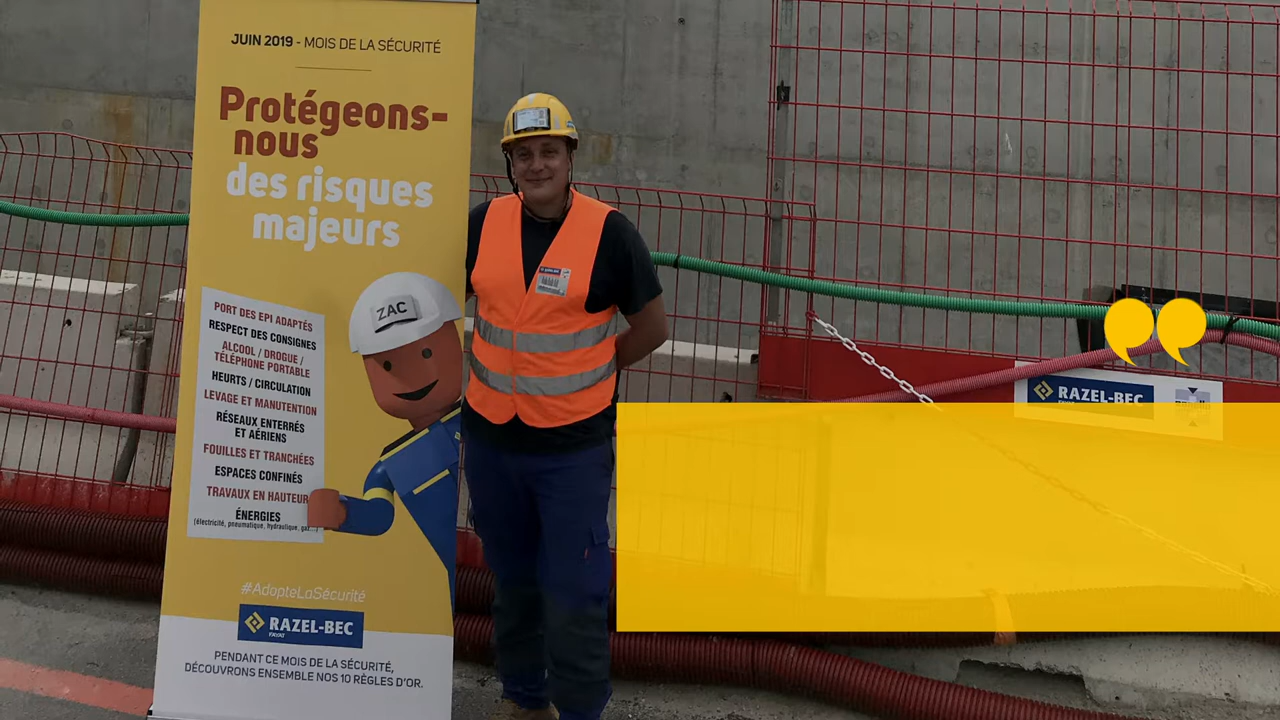 JUIN 2019 - MOIS DE LA SÉCURITÉ
Protégeons-
nous
des risques
majeurs
ZAC
PORT DES EPI ADAPTÉS
RESPECT DES CONSIGNES
ALCOOL / DROGUE /
TÉLÉPHONE PORTABLE
HEURTS / CIRCULATION
LEVAGE ET MANUTENTION
RÉSEAUX ENTERRÉS
ET AÉRIENS
FOUILLES ET TRANCHÉES
ESPACES CONFINÉS
TRAVAUX EN HAUTEUR
ÉNERGIES
(électricité, pneumatique, hydraulique, gaz...)
#AdopteLaSécurité
RAZEL-BEC
FAYAT
PENDANT CE MOIS DE LA SÉCURITÉ,
DÉCOUVRONS ENSEMBLE NOS 10 RÈGLES D'OR.
RAZEL-BEC